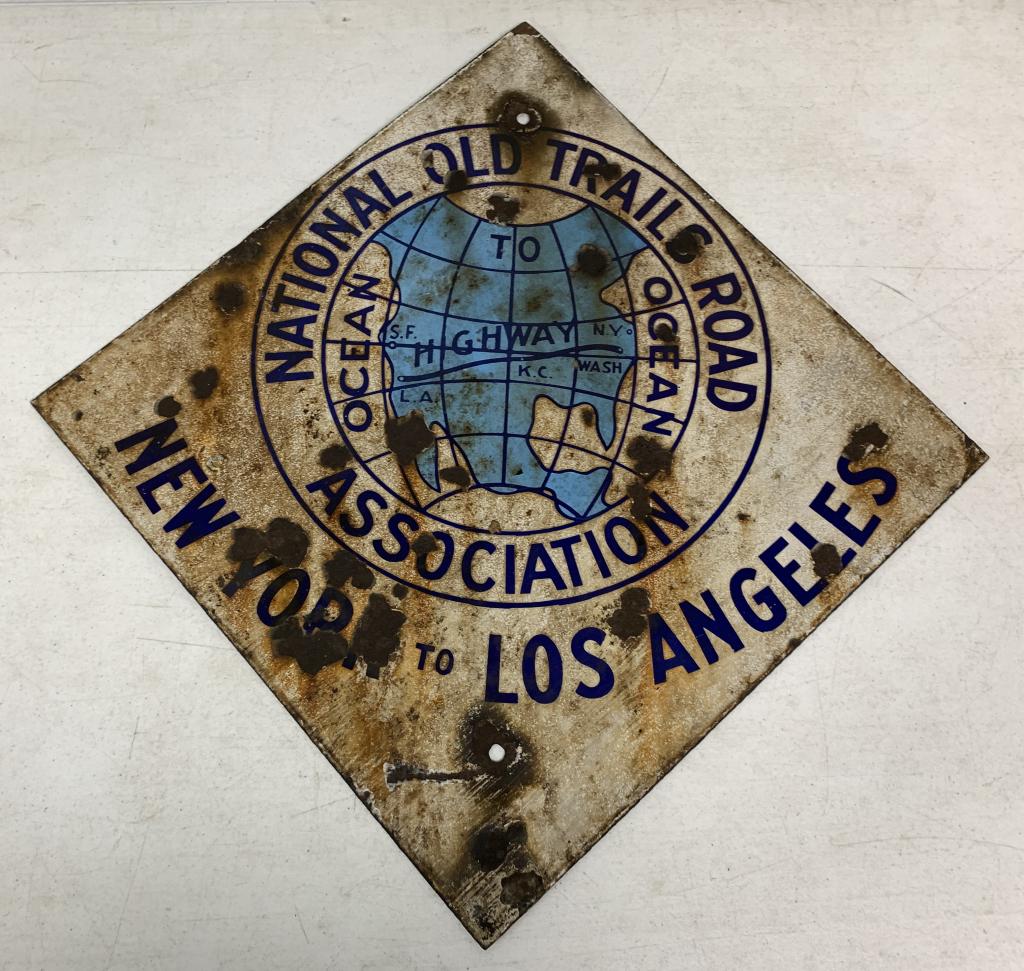 NATIONAL OLD TRAILS ROAD
TO
OCEAN
OCEAN
S.F.
HIGHWAY
N.Y.
K.C.
WASH
L.A.
ASSOCIATION
NEW YORK TO LOS ANGELES